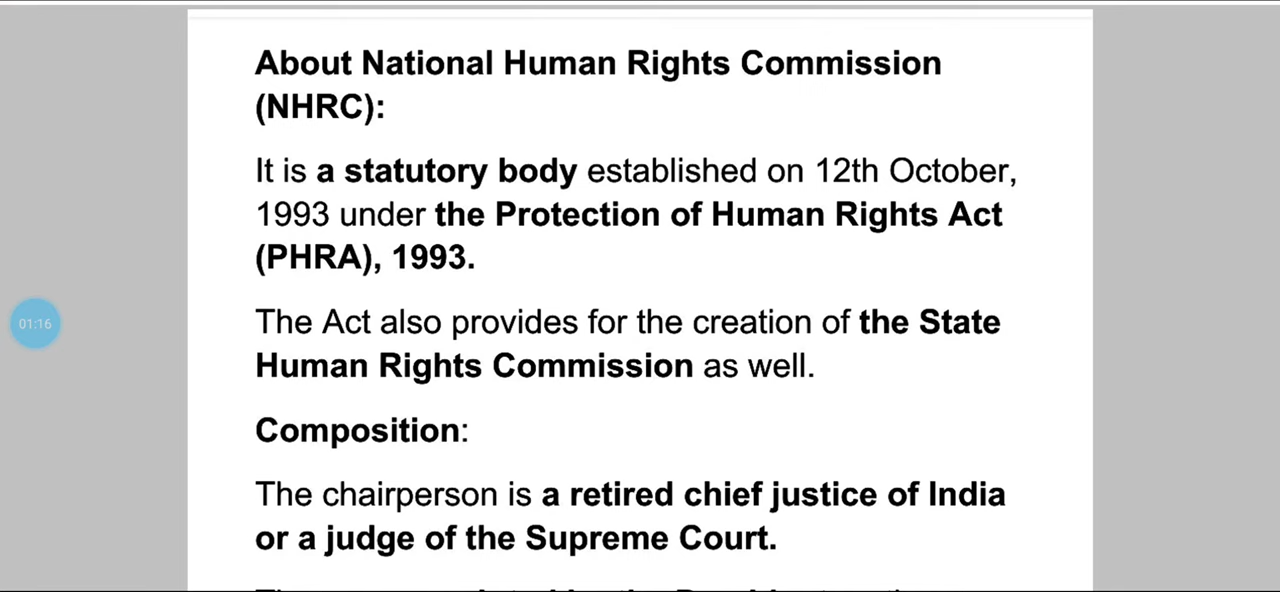 About National Human Rights Commission
(NHRC):
It is a statutory body established on 12th October,
1993 under the Protection of Human Rights Act
(PHRA), 1993.
The Act also provides for the creation of the State
Human Rights Commission as well.
Composition:
The chairperson is a retired chief justice of India
or a judge of the Supreme Court.
01:16